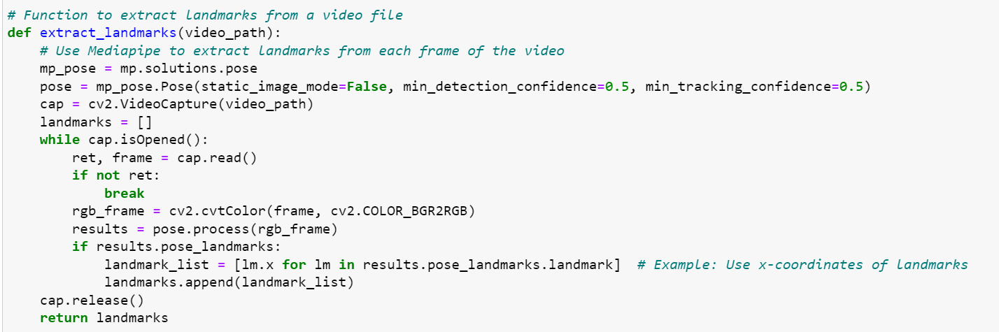 # Function to extract landmarks from a video file
def extract_landmarks(video_path):
    # Use Mediapipe to extract landmarks from each frame of the video
    mp_pose = mp.solutions.pose
    pose = mp_pose.Pose(static_image_mode=False, min_detection_confidence=0.5, min_tracking_confidence=0.5)
    cap = cv2.VideoCapture(video_path)
    landmarks = []
    while cap.isOpened():
        ret, frame = cap.read()
        if not ret:
            break
        rgb_frame = cv2.cvtColor(frame, cv2.COLOR_BGR2RGB)
        results = pose.process(rgb_frame)
        if results.pose_landmarks:
            landmark_list = [lm.x for lm in results.pose_landmarks.landmark]  # Example: Use x-coordinates of landmarks
            landmarks.append(landmark_list)
    cap.release()
    return landmarks